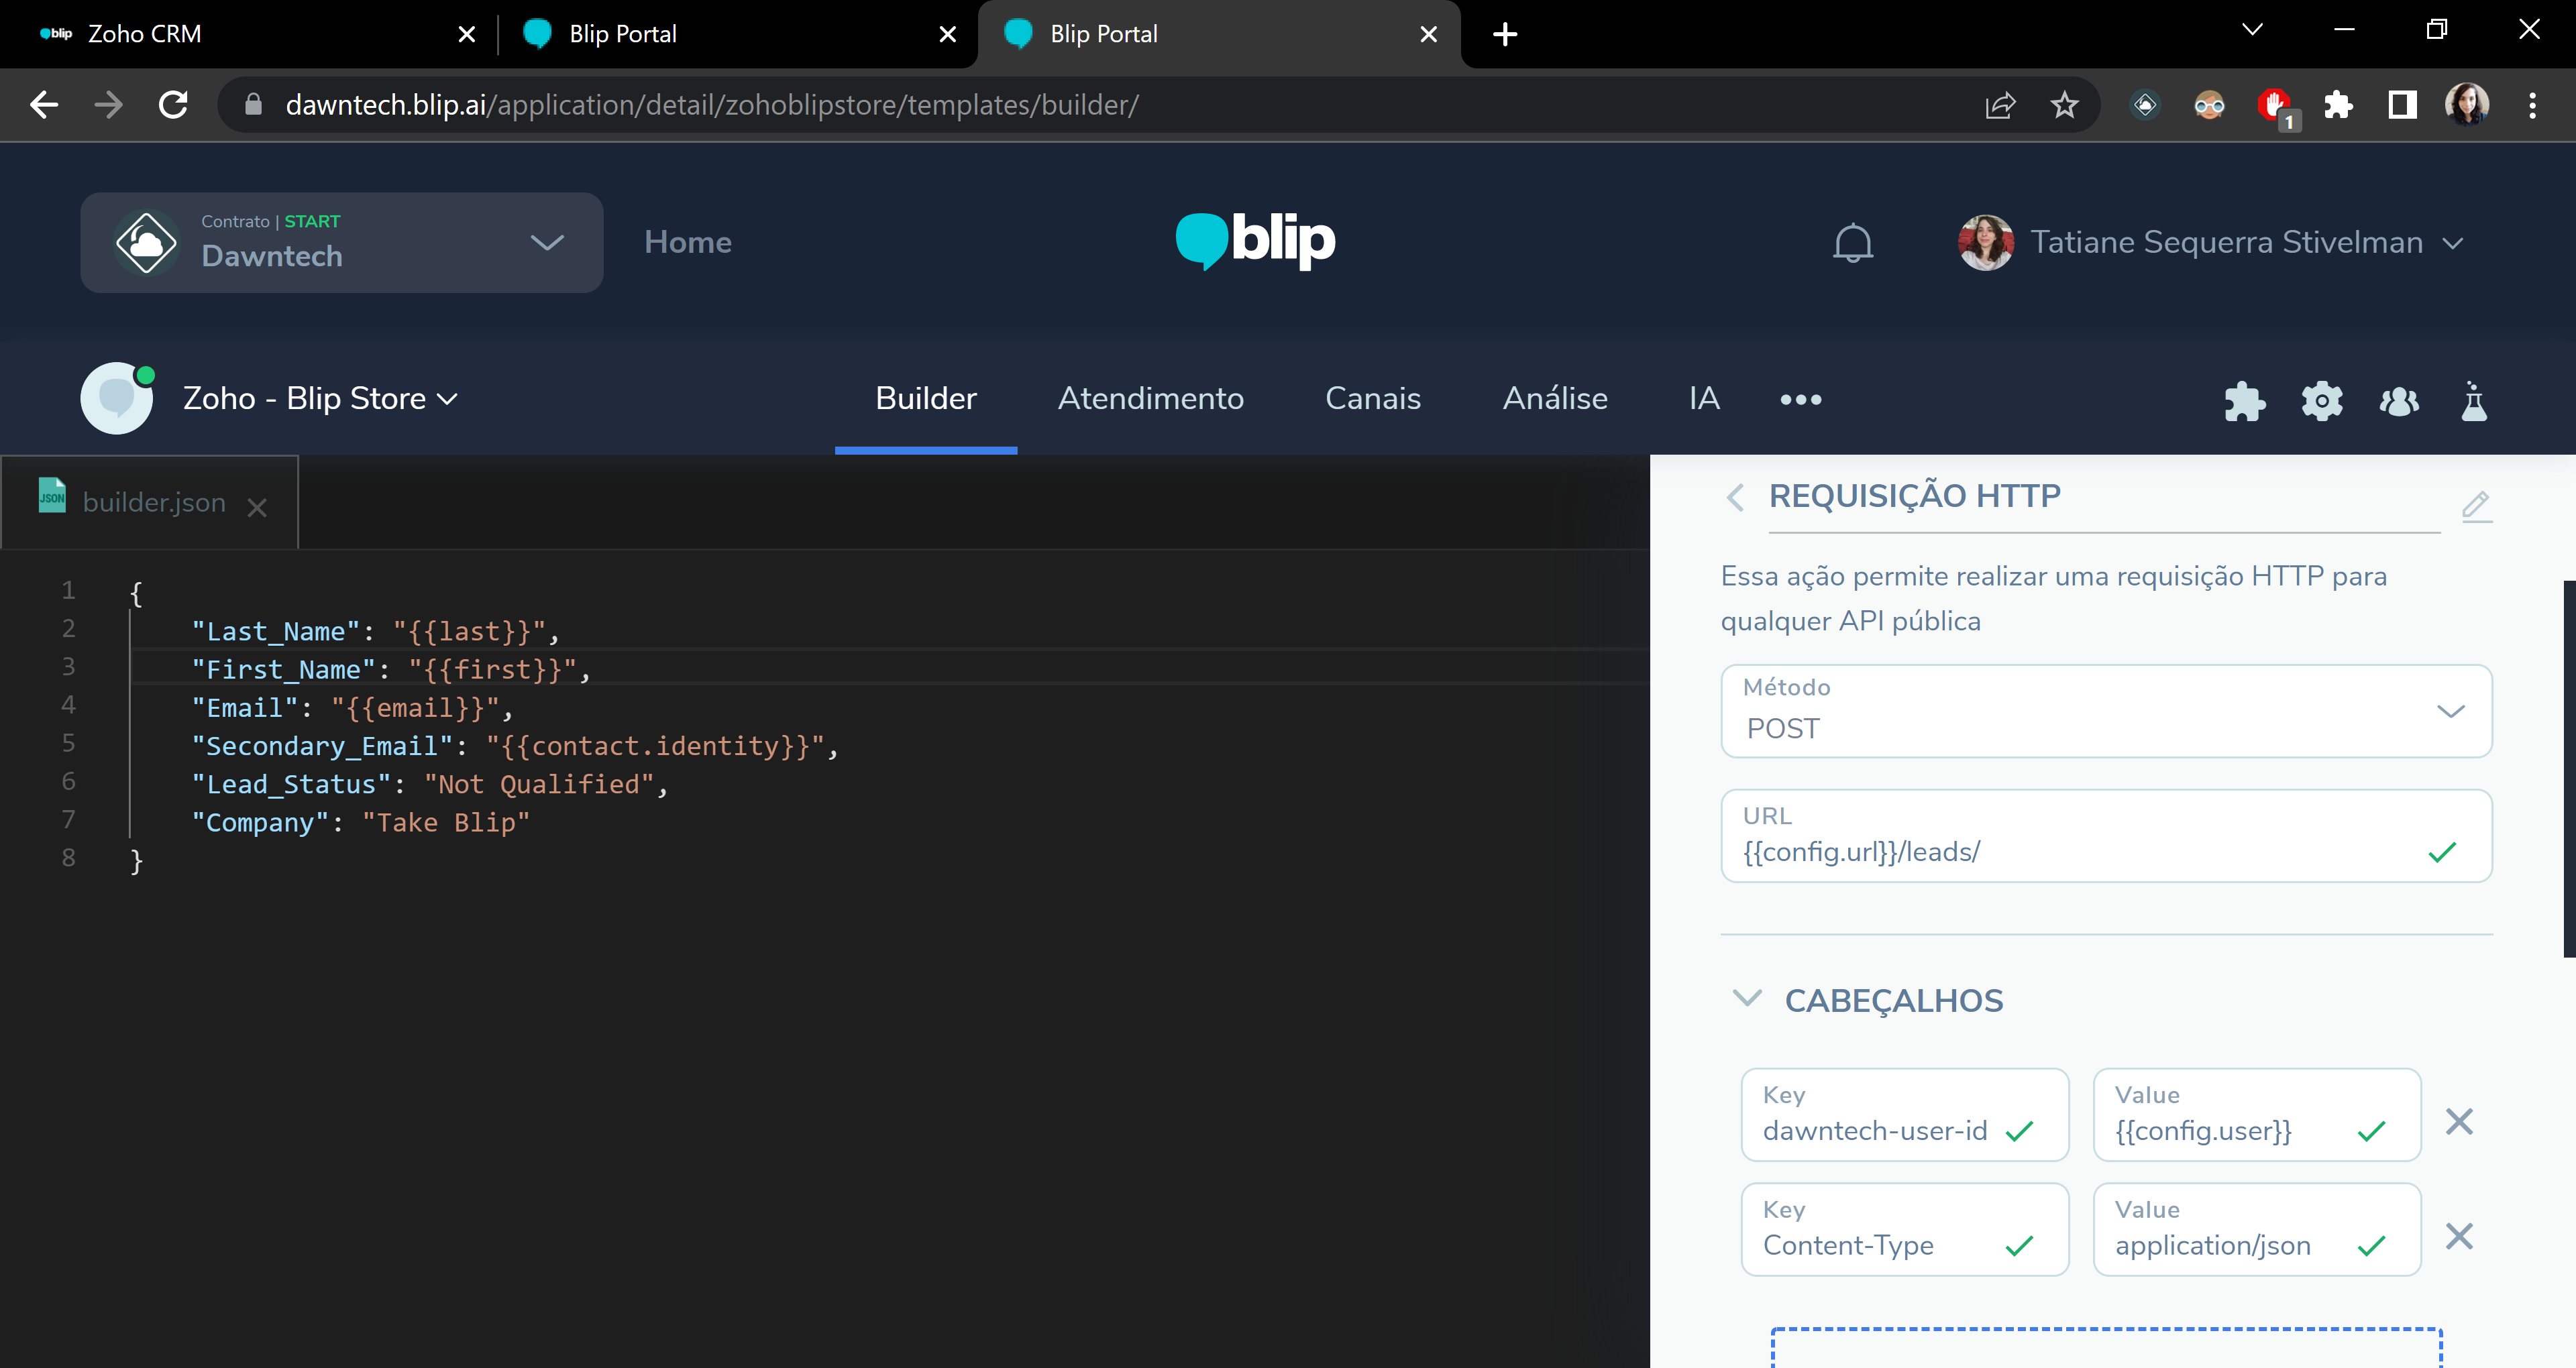 blip Zoho CRM
Blip Portal
Blip Portal
dawntech.blip.ai/application/detail/zohoblipstore/templates/builder/
1
Contrato | START
Dawntech
Home
blip
Tatiane Sequerra Stivelman
Zoho - Blip Store
Builder
Atendimento
Canais
Análise
IA
JSON builder.json
1 {
2 "Last_Name": "{{last}}",
3 "First_Name": "{{first}}",
4 "Email": "{{email}}",
5 "Secondary_Email": "{{contact.identity}}",
6 "Lead_Status": "Not Qualified",
7 "Company": "Take Blip"
8 }
REQUISIÇÃO HTTP
Essa ação permite realizar uma requisição HTTP para
qualquer API pública
Método
POST
URL
{{config.url}}/leads/
CABEÇALHOS
Key
dawntech-user-id
Value
{{config.user}}
Key
Content-Type
Value
application/json